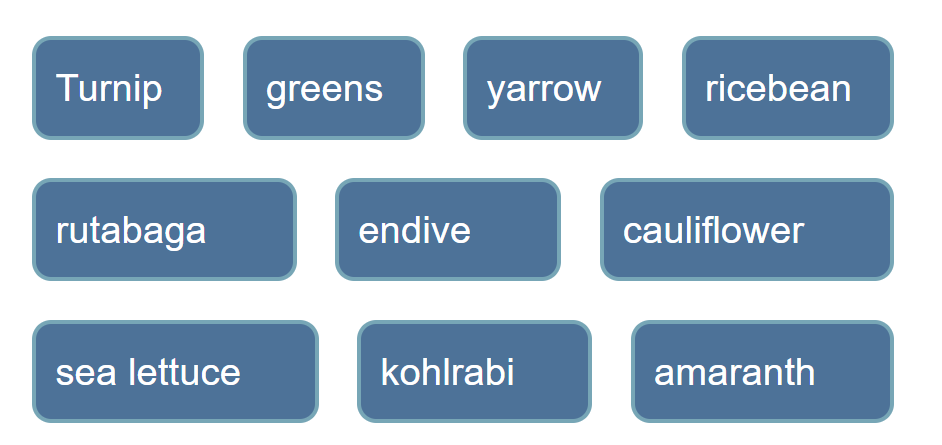 Turnip greens yarrow ricebean
rutabaga endive cauliflower
sea lettuce kohlrabi amaranth